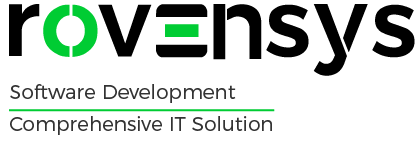 rovensys
Software Development
Comprehensive IT Solution